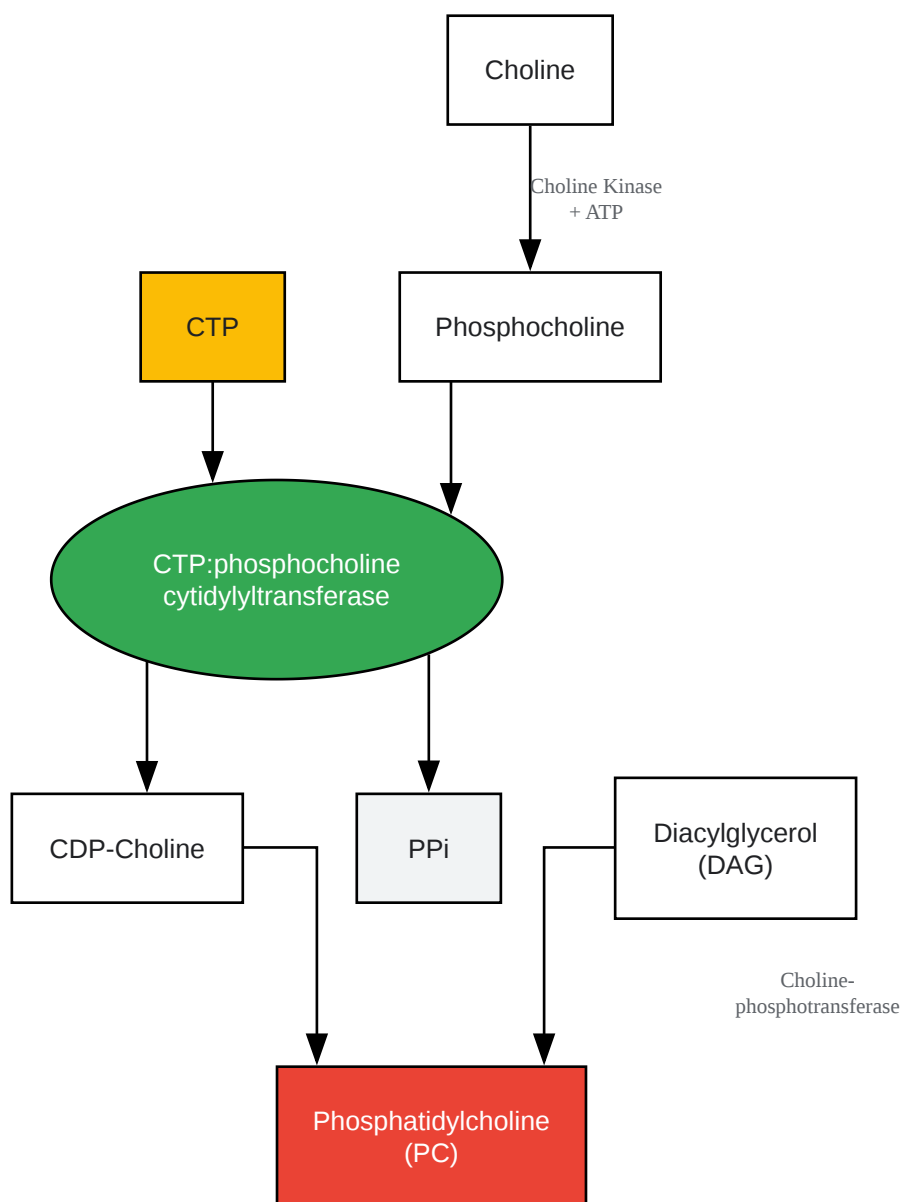 Choline
Choline Kinase
+ ATP
CTP
Phosphocholine
CTP:phosphocholine
cytidylyltransferase
CDP-Choline
PPi
Diacylglycerol
(DAG)
Choline-
phosphotransferase
Phosphatidylcholine
(PC)